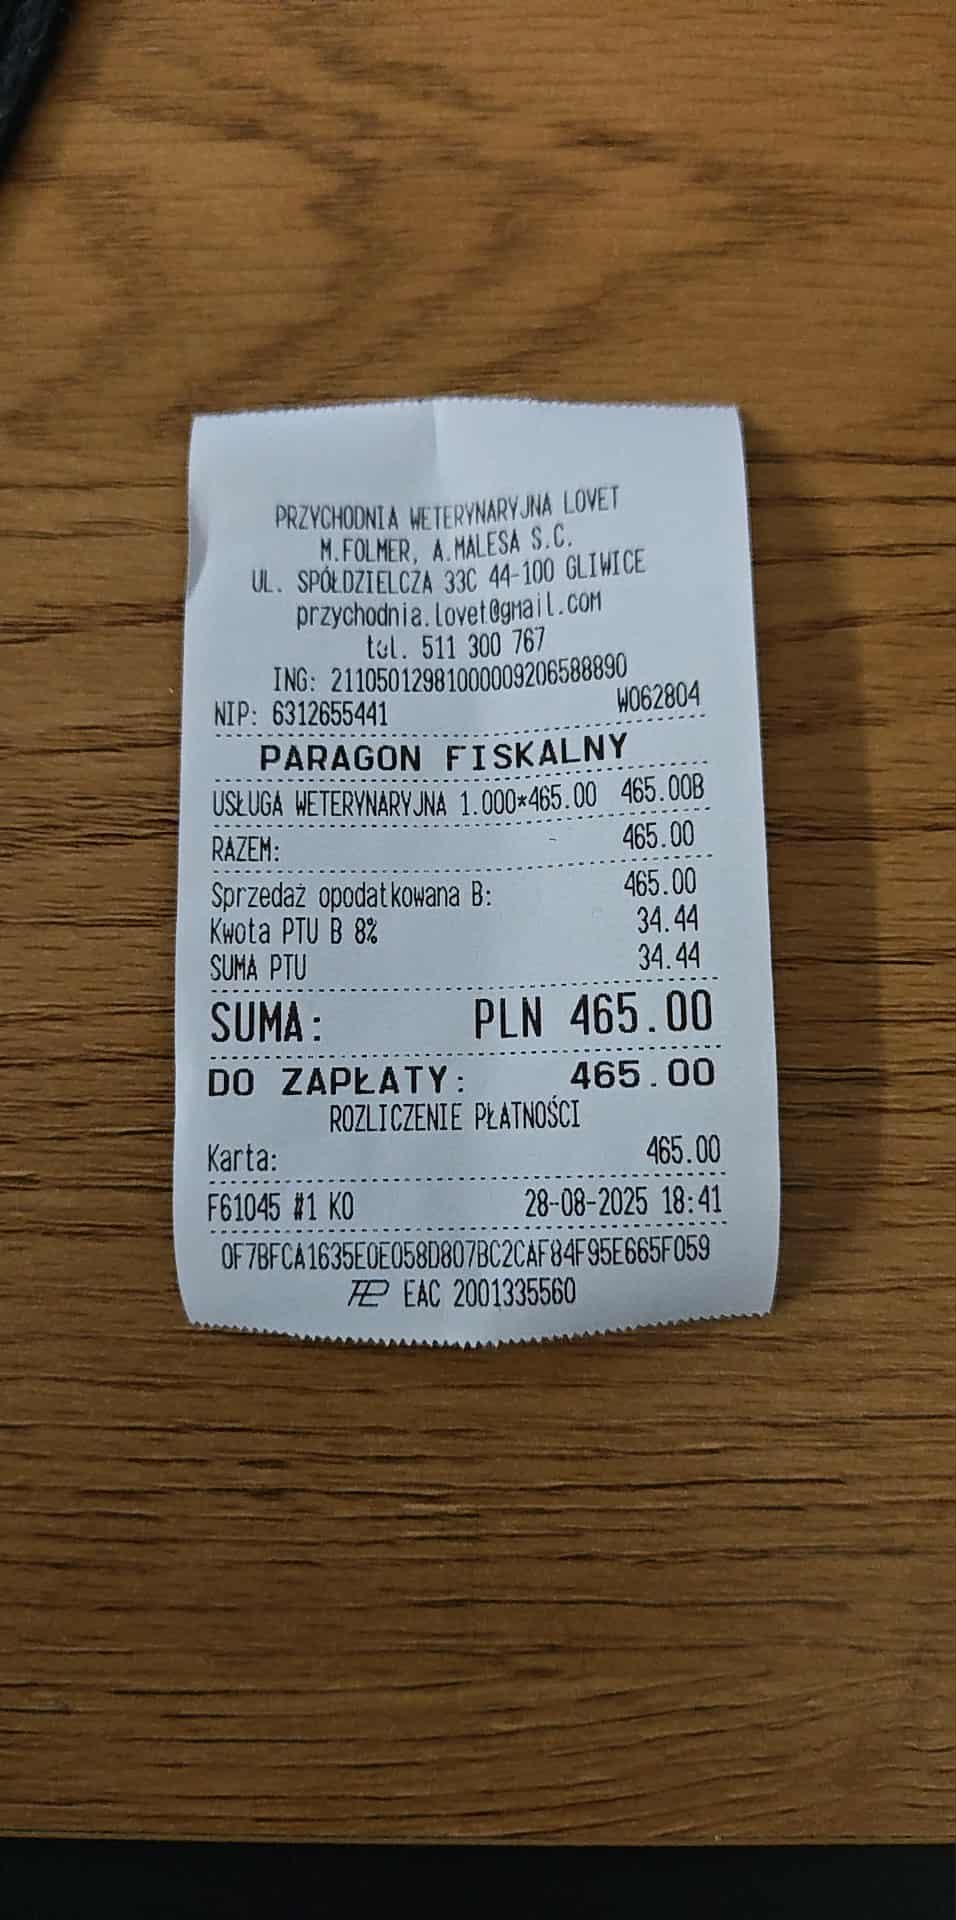 PRZYCHODNIA WETERYNARYJNA LOVET
M.FOLMER, A.MALESA S.C.
UL. SPÓŁDZIELCZA 33C 44-100 GLIWICE
przychodnia.lovet@gmail.com
tel. 511 300 767
ING: 21105012981000009206588890
NIP: 6312655441 W062804
PARAGON FISKALNY
USŁUGA WETERYNARYJNA 1.000*465.00 465.00B
RAZEM: 465.00
Sprzedaż opodatkowana B: 465.00
Kwota PTU B 8% 34.44
SUMA PTU 34.44
SUMA: PLN 465.00
DO ZAPŁATY: 465.00
ROZLICZENIE PŁATNOŚCI
Karta: 465.00
F61045 #1 KO 28-08-2025 18:41
0F7BFCA1635E0E058D807BC2CAF84F95E665F059
EAC 2001335560